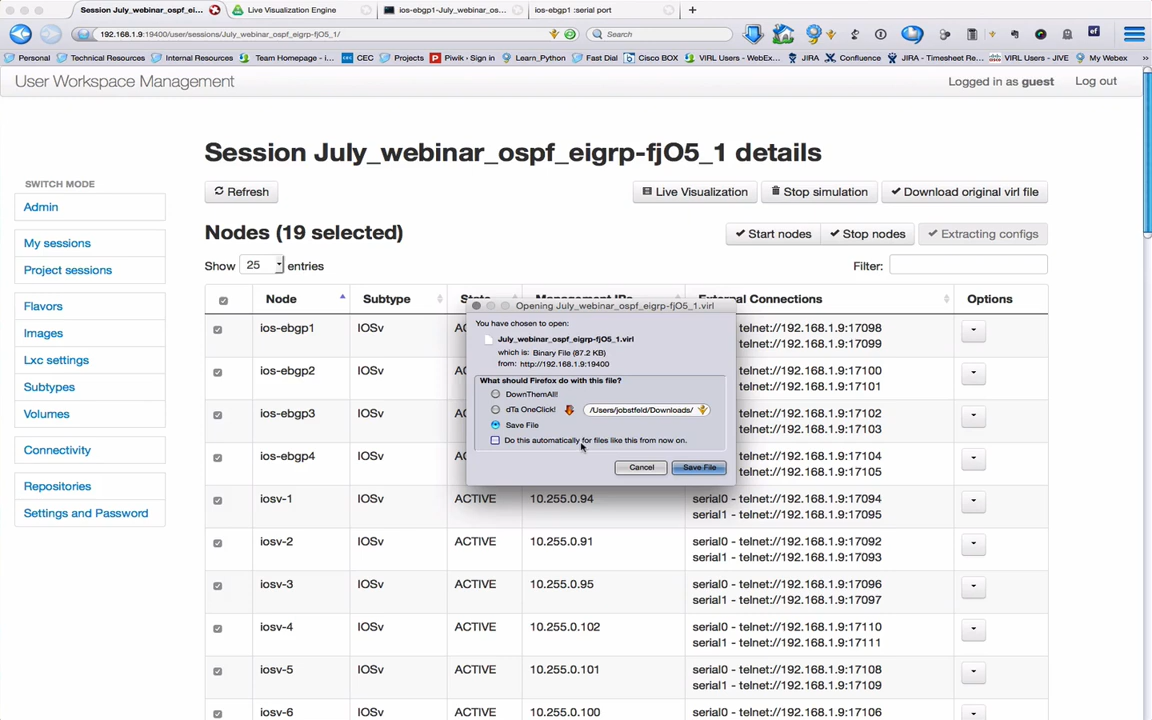 Session July_webinar_ospf_ei...
Live Visualization Engine
ios-ebgp1-July_webinar_os...
ios-ebgp1 :serial port
192.168.1.9:19400/user/sessions/July_webinar_ospf_eigrp-fjO5_1/
Search
Personal
Technical Resources
Internal Resources
Team Homepage - i...
CEC
Projects
Piwik › Sign in
Learn_Python
Fast Dial
Cisco BOX
VIRL Users - WebEx...
JIRA
Confluence
JIRA - Timesheet Re...
VIRL Users - JIVE
My Webex
User Workspace Management
Logged in as guest
Log out
Session July_webinar_ospf_eigrp-fjO5_1 details
SWITCH MODE
Admin
My sessions
Project sessions
Flavors
Images
Lxc settings
Subtypes
Volumes
Connectivity
Repositories
Settings and Password
Refresh
Live Visualization
Stop simulation
Download original virl file
Nodes (19 selected)
Start nodes
Stop nodes
Extracting configs
Show 25 entries
Filter:
Node
Subtype
External Connections
Options
ios-ebgp1
IOSv
telnet://192.168.1.9:17098
telnet://192.168.1.9:17099
ios-ebgp2
IOSv
telnet://192.168.1.9:17100
telnet://192.168.1.9:17101
ios-ebgp3
IOSv
telnet://192.168.1.9:17102
telnet://192.168.1.9:17103
ios-ebgp4
IOSv
telnet://192.168.1.9:17104
telnet://192.168.1.9:17105
iosv-1
IOSv
ACTIVE
10.255.0.94
serial0 - telnet://192.168.1.9:17094
serial1 - telnet://192.168.1.9:17095
iosv-2
IOSv
ACTIVE
10.255.0.91
serial0 - telnet://192.168.1.9:17092
serial1 - telnet://192.168.1.9:17093
iosv-3
IOSv
ACTIVE
10.255.0.95
serial0 - telnet://192.168.1.9:17096
serial1 - telnet://192.168.1.9:17097
iosv-4
IOSv
ACTIVE
10.255.0.102
serial0 - telnet://192.168.1.9:17110
serial1 - telnet://192.168.1.9:17111
iosv-5
IOSv
ACTIVE
10.255.0.101
serial0 - telnet://192.168.1.9:17108
serial1 - telnet://192.168.1.9:17109
iosv-6
IOSv
ACTIVE
10.255.0.100
serial0 - telnet://192.168.1.9:17106
Opening July_webinar_ospf_eigrp-fjO5_1.virl
You have chosen to open:
July_webinar_ospf_eigrp-fjO5_1.virl
which is: Binary File (87.2 KB)
from: http://192.168.1.9:19400
What should Firefox do with this file?
DownThemAll!
dTa OneClick!
/Users/jobstfeld/Downloads/
Save File
Do this automatically for files like this from now on.
Cancel
Save File